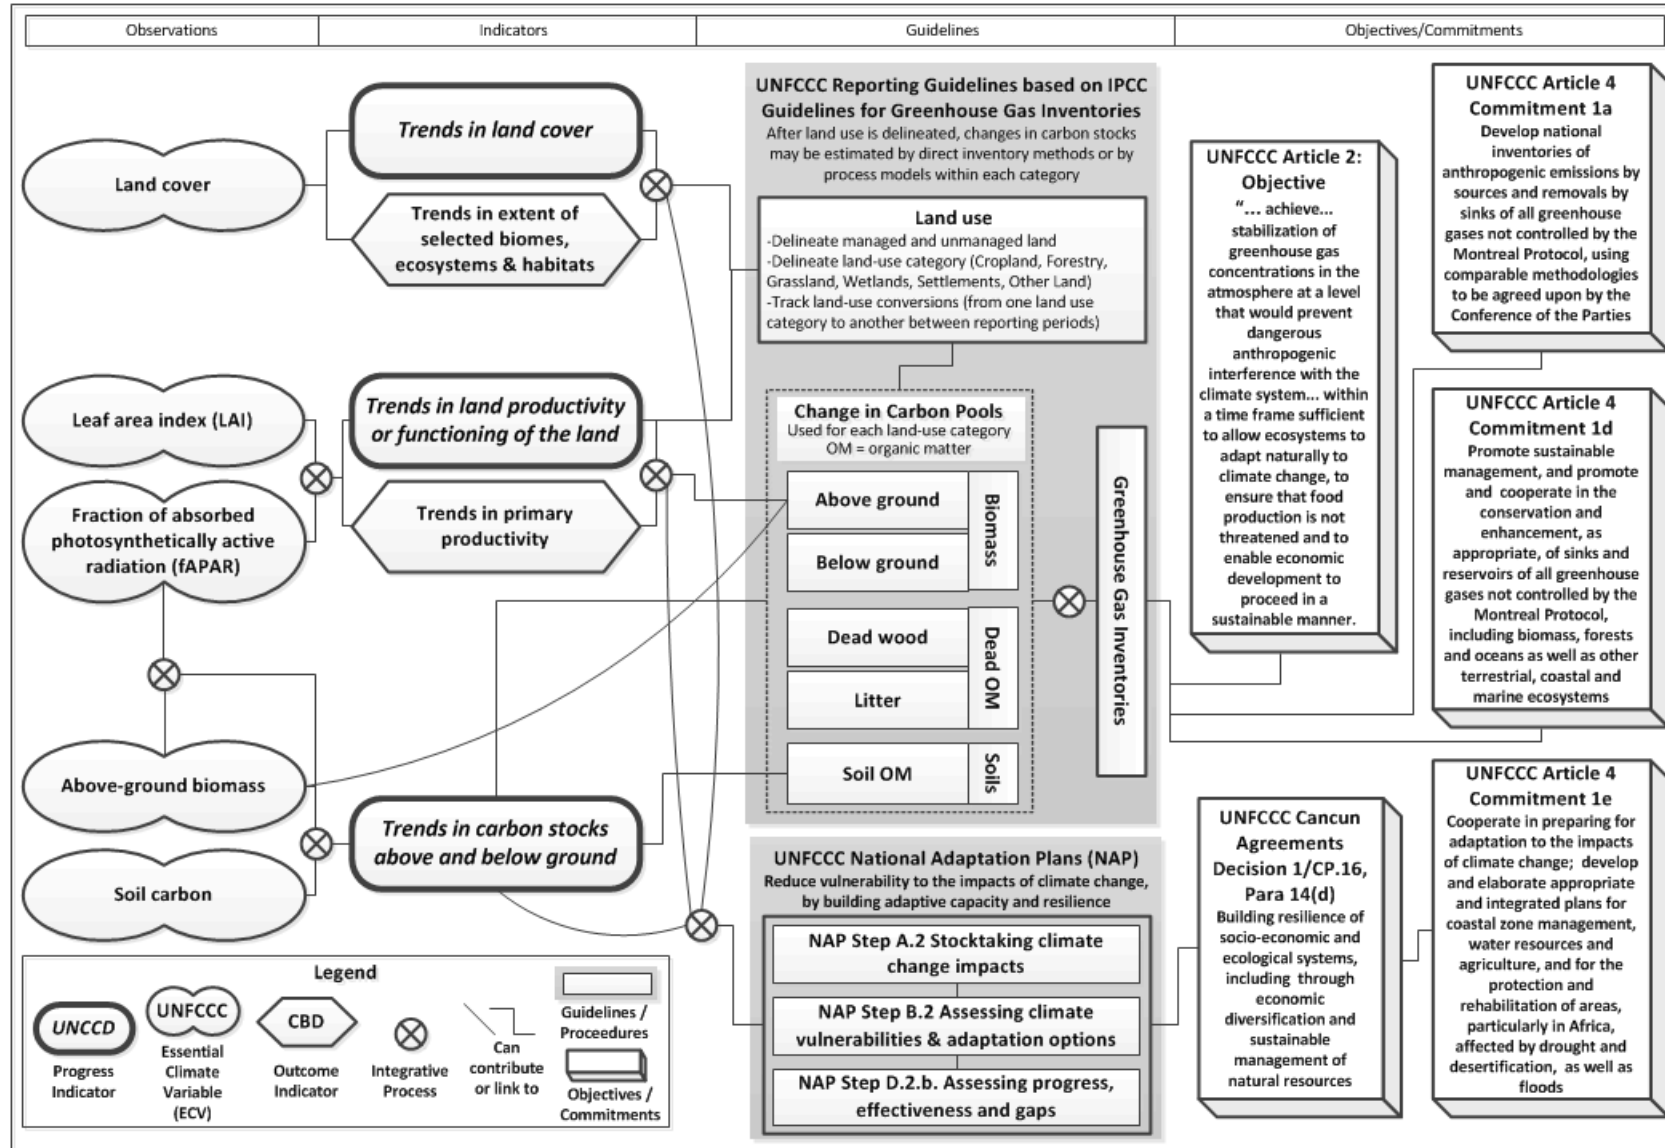 Observations
Indicators
Guidelines
Objectives/Commitments
Land cover
Leaf area index (LAI)
Fraction of absorbed
photosynthetically active
radiation (fAPAR)
Above-ground biomass
Soil carbon
Trends in land cover
Trends in extent of
selected biomes,
ecosystems & habitats
Trends in land productivity
or functioning of the land
Trends in primary
productivity
Trends in carbon stocks
above and below ground
UNFCCC Reporting Guidelines based on IPCC
Guidelines for Greenhouse Gas Inventories
After land use is delineated, changes in carbon stocks
may be estimated by direct inventory methods or by
process models within each category
Land use
-Delineate managed and unmanaged land
-Delineate land-use category (Cropland, Forestry,
Grassland, Wetlands, Settlements, Other Land)
-Track land-use conversions (from one land use
category to another between reporting periods)
Change in Carbon Pools
Used for each land-use category
OM = organic matter
Above ground
Below ground
Biomass
Dead wood
Litter
Dead OM
Soil OM
Soils
Greenhouse Gas Inventories
UNFCCC National Adaptation Plans (NAP)
Reduce vulnerability to the impacts of climate change,
by building adaptive capacity and resilience
NAP Step A.2 Stocktaking climate
change impacts
NAP Step B.2 Assessing climate
vulnerabilities & adaptation options
NAP Step D.2.b. Assessing progress,
effectiveness and gaps
UNFCCC Article 2:
Objective
“... achieve...
stabilization of
greenhouse gas
concentrations in the
atmosphere at a level
that would prevent
dangerous
anthropogenic
interference with the
climate system... within
a time frame sufficient
to allow ecosystems to
adapt naturally to
climate change, to
ensure that food
production is not
threatened and to
enable economic
development to
proceed in a
sustainable manner.
UNFCCC Cancun
Agreements
Decision 1/CP.16,
Para 14(d)
Building resilience of
socio-economic and
ecological systems,
including through
economic
diversification and
sustainable
management of
natural resources
UNFCCC Article 4
Commitment 1a
Develop national
inventories of
anthropogenic emissions by
sources and removals by
sinks of all greenhouse
gases not controlled by the
Montreal Protocol, using
comparable methodologies
to be agreed upon by the
Conference of the Parties
UNFCCC Article 4
Commitment 1d
Promote sustainable
management, and promote
and cooperate in the
conservation and
enhancement, as
appropriate, of sinks and
reservoirs of all greenhouse
gases not controlled by the
Montreal Protocol,
including biomass, forests
and oceans as well as other
terrestrial, coastal and
marine ecosystems
UNFCCC Article 4
Commitment 1e
Cooperate in preparing for
adaptation to the impacts
of climate change; develop
and elaborate appropriate
and integrated plans for
coastal zone management,
water resources and
agriculture, and for the
protection and
rehabilitation of areas,
particularly in Africa,
affected by drought and
desertification, as well as
floods
Legend
UNCCD
Progress
Indicator
UNFCCC
Essential
Climate
Variable
(ECV)
CBD
Outcome
Indicator
Integrative
Process
Can
contribute
or link to
Guidelines /
Proceedures
Objectives /
Commitments